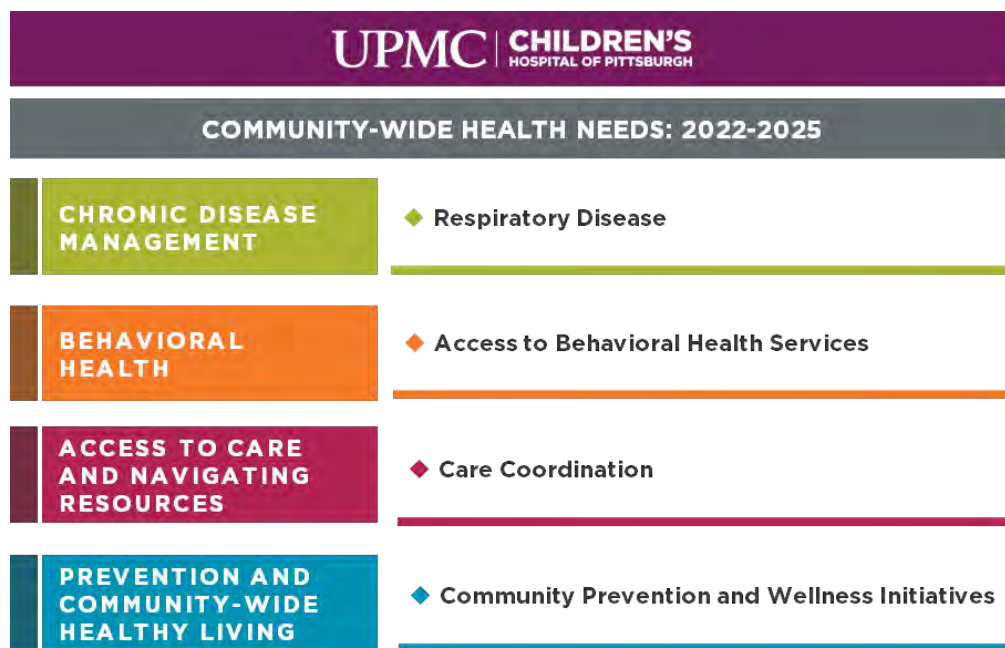 UPMC CHILDREN'S
HOSPITAL OF PITTSBURGH
COMMUNITY-WIDE HEALTH NEEDS: 2022-2025
CHRONIC DISEASE
MANAGEMENT
◆ Respiratory Disease
BEHAVIORAL
HEALTH
◆ Access to Behavioral Health Services
ACCESS TO CARE
AND NAVIGATING
RESOURCES
◆ Care Coordination
PREVENTION AND
COMMUNITY-WIDE
HEALTHY LIVING
◆ Community Prevention and Wellness Initiatives